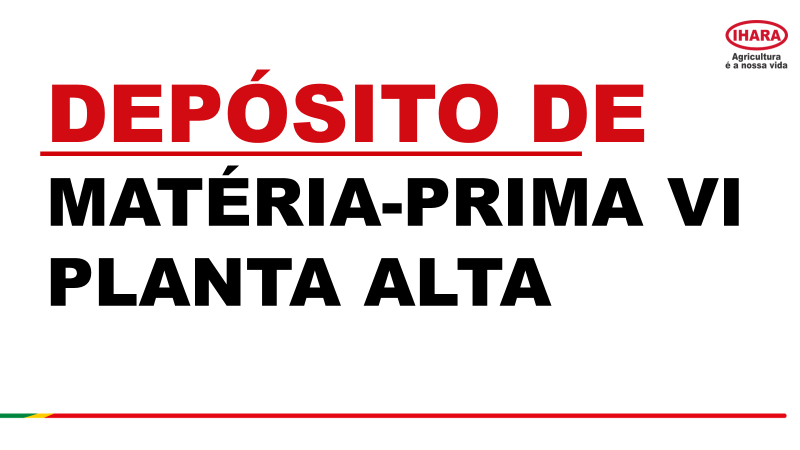 IHARA
Agricultura
é a nossa vida
DEPÓSITO DE
MATÉRIA-PRIMA VI
PLANTA ALTA